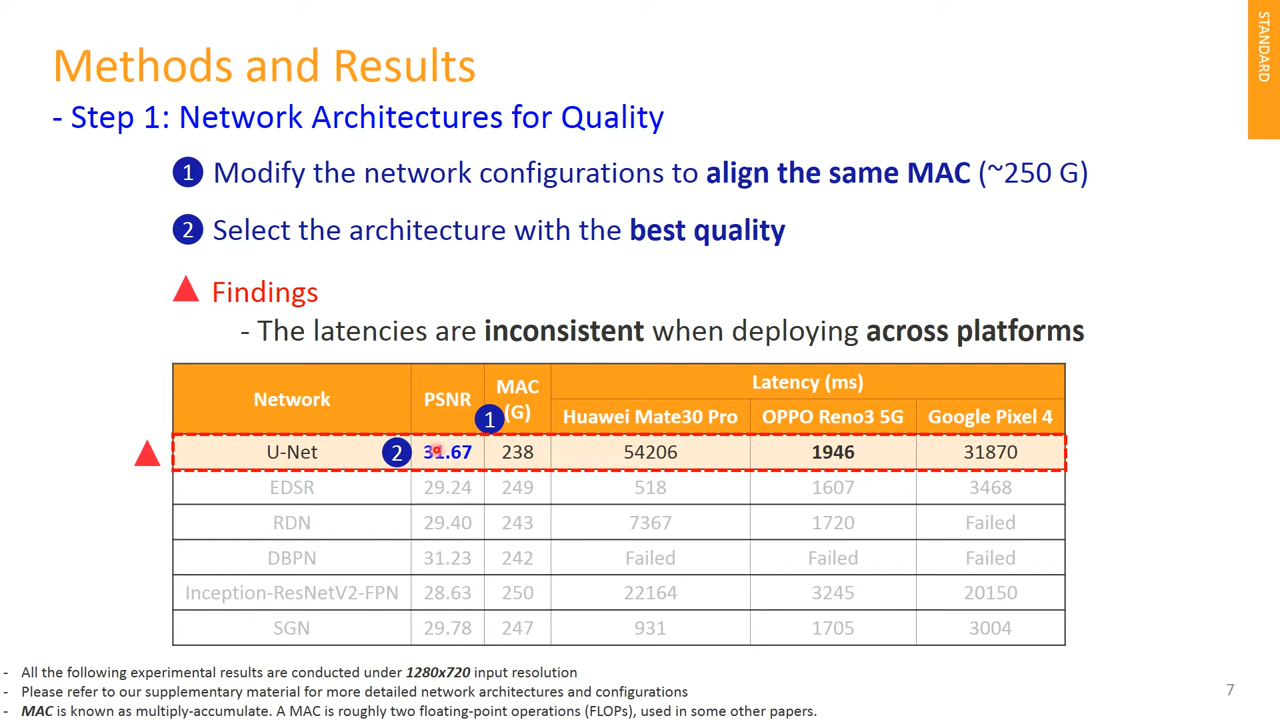 STANDARD
Methods and Results
- Step 1: Network Architectures for Quality
1 Modify the network configurations to align the same MAC (~250 G)
2 Select the architecture with the best quality
Findings
- The latencies are inconsistent when deploying across platforms
Network PSNR MAC (G) Latency (ms)
1
Huawei Mate30 Pro OPPO Reno3 5G Google Pixel 4
U-Net 2 31.67 238 54206 1946 31870
EDSR 29.24 249 518 1607 3468
RDN 29.40 243 7367 1720 Failed
DBPN 31.23 242 Failed Failed Failed
Inception-ResNetV2-FPN 28.63 250 22164 3245 20150
SGN 29.78 247 931 1705 3004
- All the following experimental results are conducted under 1280x720 input resolution
- Please refer to our supplementary material for more detailed network architectures and configurations
- MAC is known as multiply-accumulate. A MAC is roughly two floating-point operations (FLOPs), used in some other papers.
7